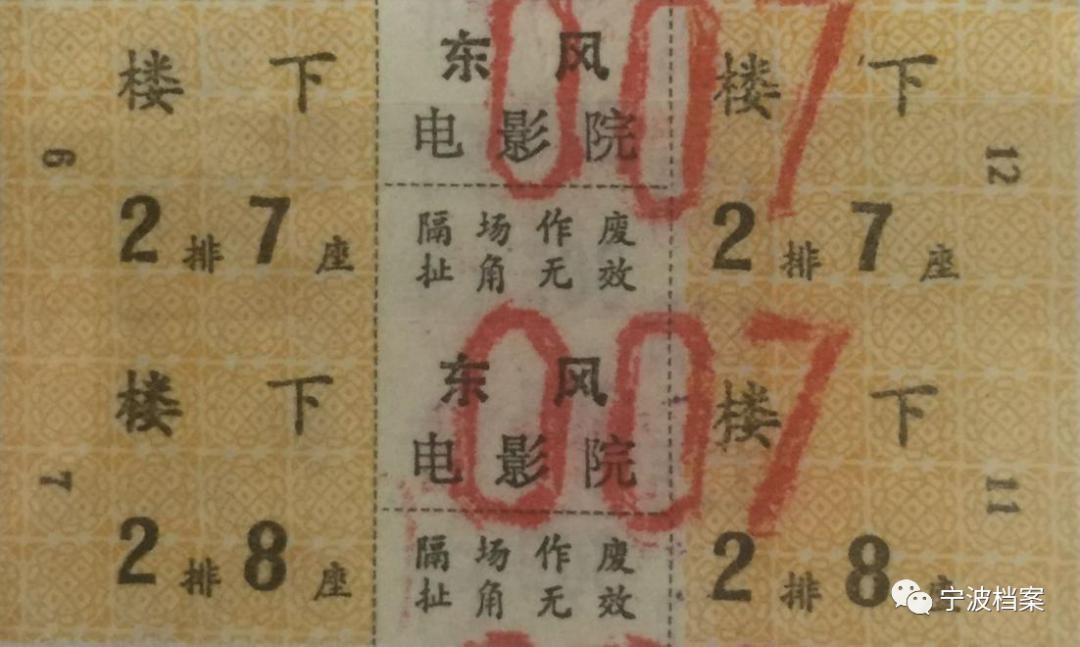 楼下
6
2排7座
东风
电影院
隔场作废
扯角无效
007
楼下
12
2排7座
楼下
7
2排8座
东风
电影院
隔场作废
扯角无效
007
楼下
11
2排8座
宁波档案